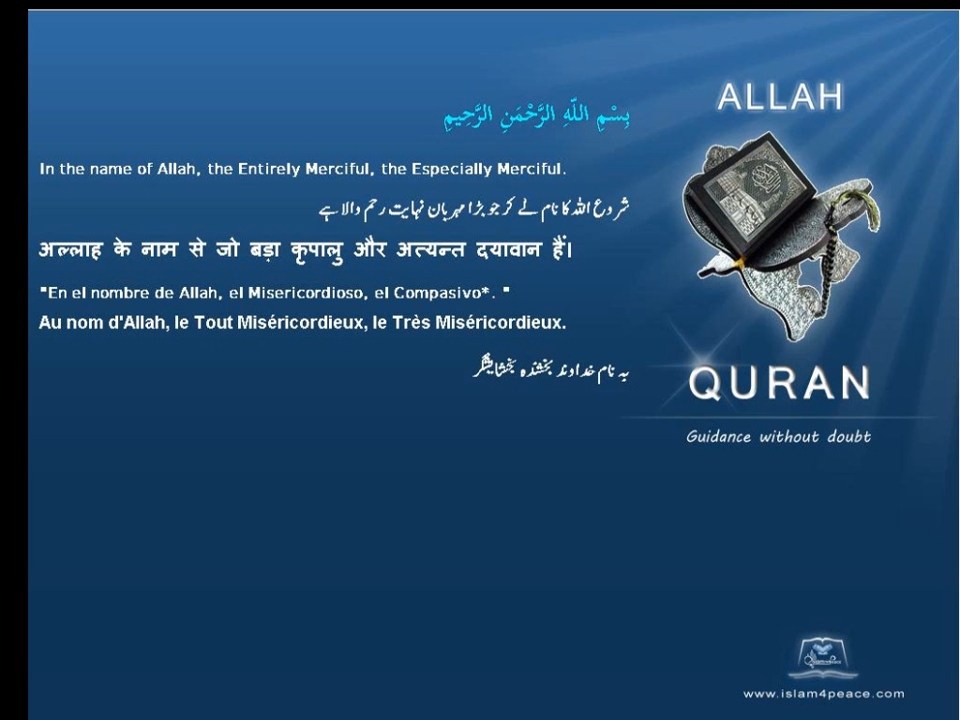 بِسْمِ اللّهِ الرَّحْمَنِ الرَّحِيمِ
In the name of Allah, the Entirely Merciful, the Especially Merciful.
شروع اللہ کا نام لے کر جو بڑا مہربان نہایت رحم والا ہے
अल्लाह के नाम से जो बड़ा कृपालु और अत्यन्त दयावान हैं।
"En el nombre de Allah, el Misericordioso, el Compasivo*. "
Au nom d'Allah, le Tout Miséricordieux, le Très Miséricordieux.
به نام خداوند بخشنده بخشایشگر
ALLAH
QURAN
Guidance without doubt
www.islam4peace.com